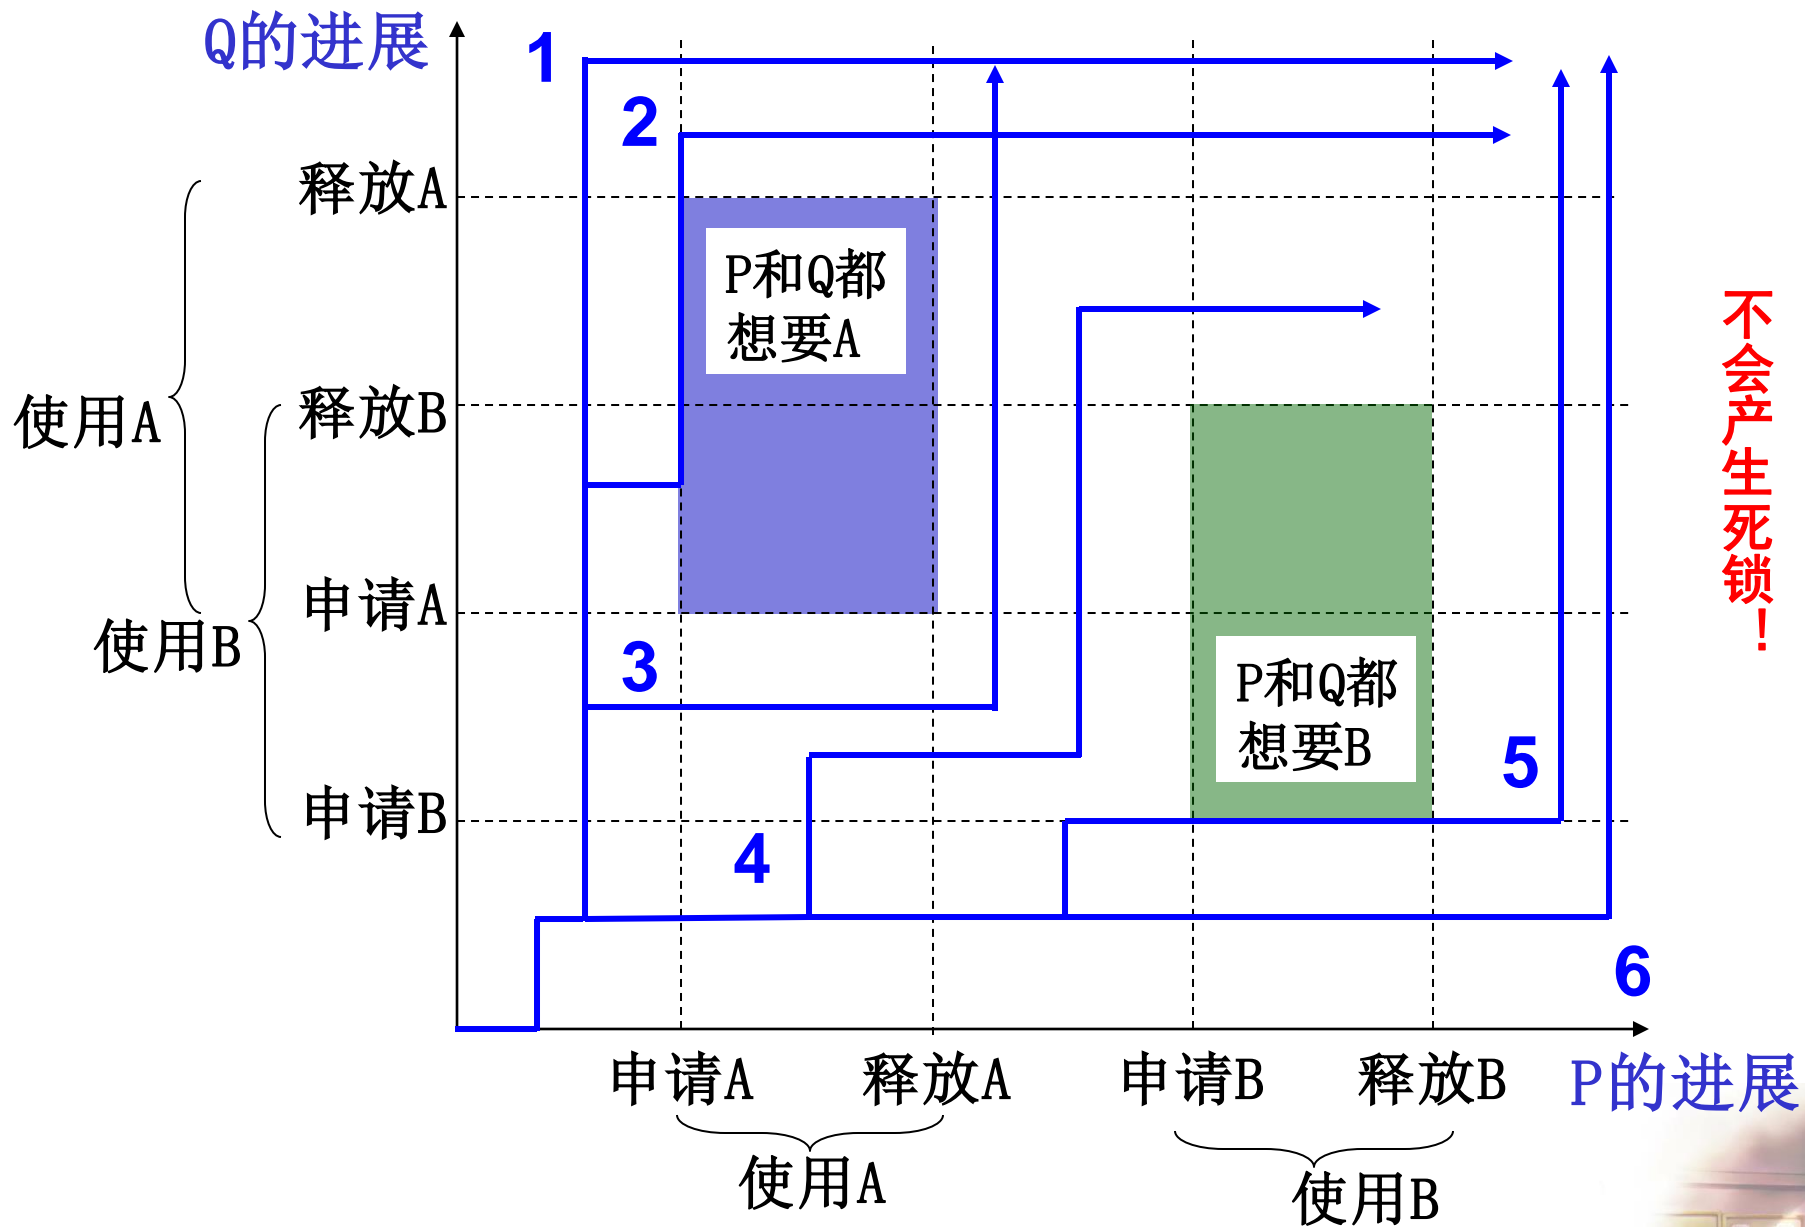 Q的进展
1
2
释放A
P和Q都
想要A
不会产生死锁!
释放B
使用A
申请A
使用B
3
P和Q都
想要B
5
申请B
4
6
申请A
释放A
申请B
释放B
P的进展
使用A
使用B